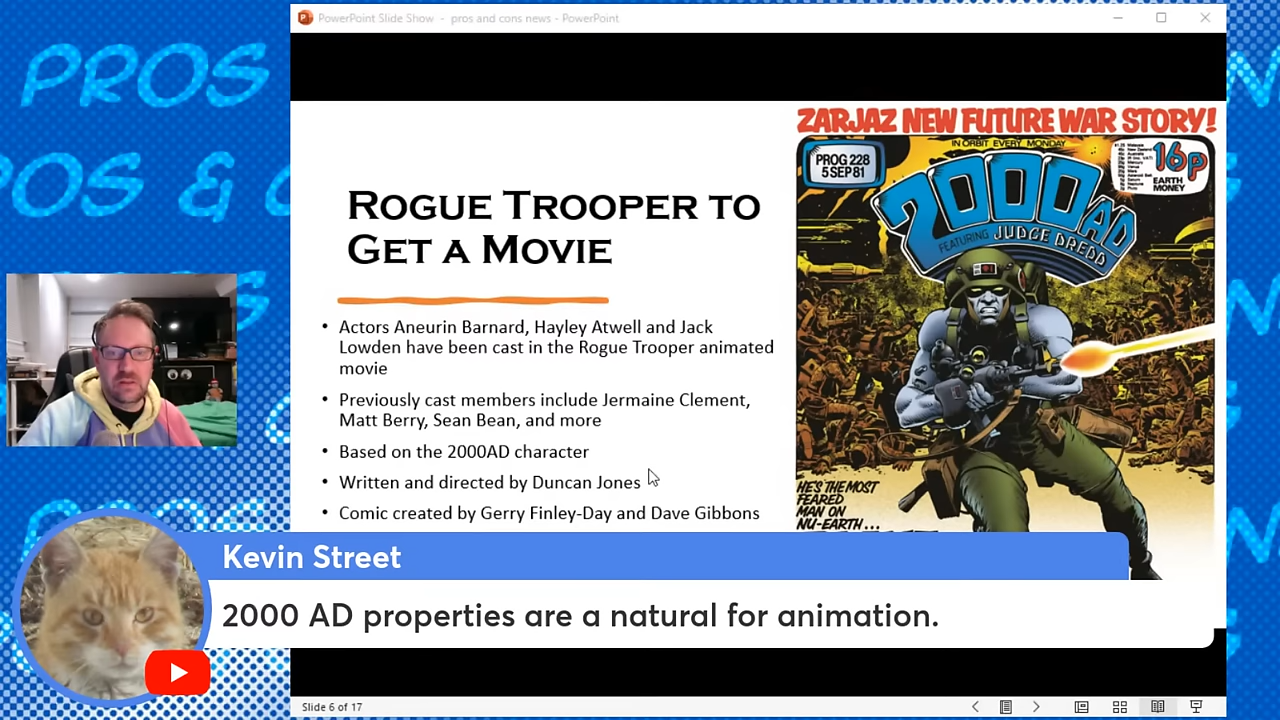 PowerPoint Slide Show - pros and cons news - PowerPoint
PROS
OS & C
ZARJAZ NEW FUTURE WAR STORY!
IN ORBIT EVERY MONDAY
PROG 228
5 SEP 81
16p
EARTH
MONEY
2000 AD
FEATURING JUDGE DREDD
ROGUE TROOPER TO
GET A MOVIE
• Actors Aneurin Barnard, Hayley Atwell and Jack
Lowden have been cast in the Rogue Trooper animated
movie
• Previously cast members include Jermaine Clement,
Matt Berry, Sean Bean, and more
• Based on the 2000AD character
• Written and directed by Duncan Jones
• Comic created by Gerry Finley-Day and Dave Gibbons
HE'S THE MOST
FEARED
MAN ON
NU-EARTH...
Kevin Street
2000 AD properties are a natural for animation.
Slide 6 of 17